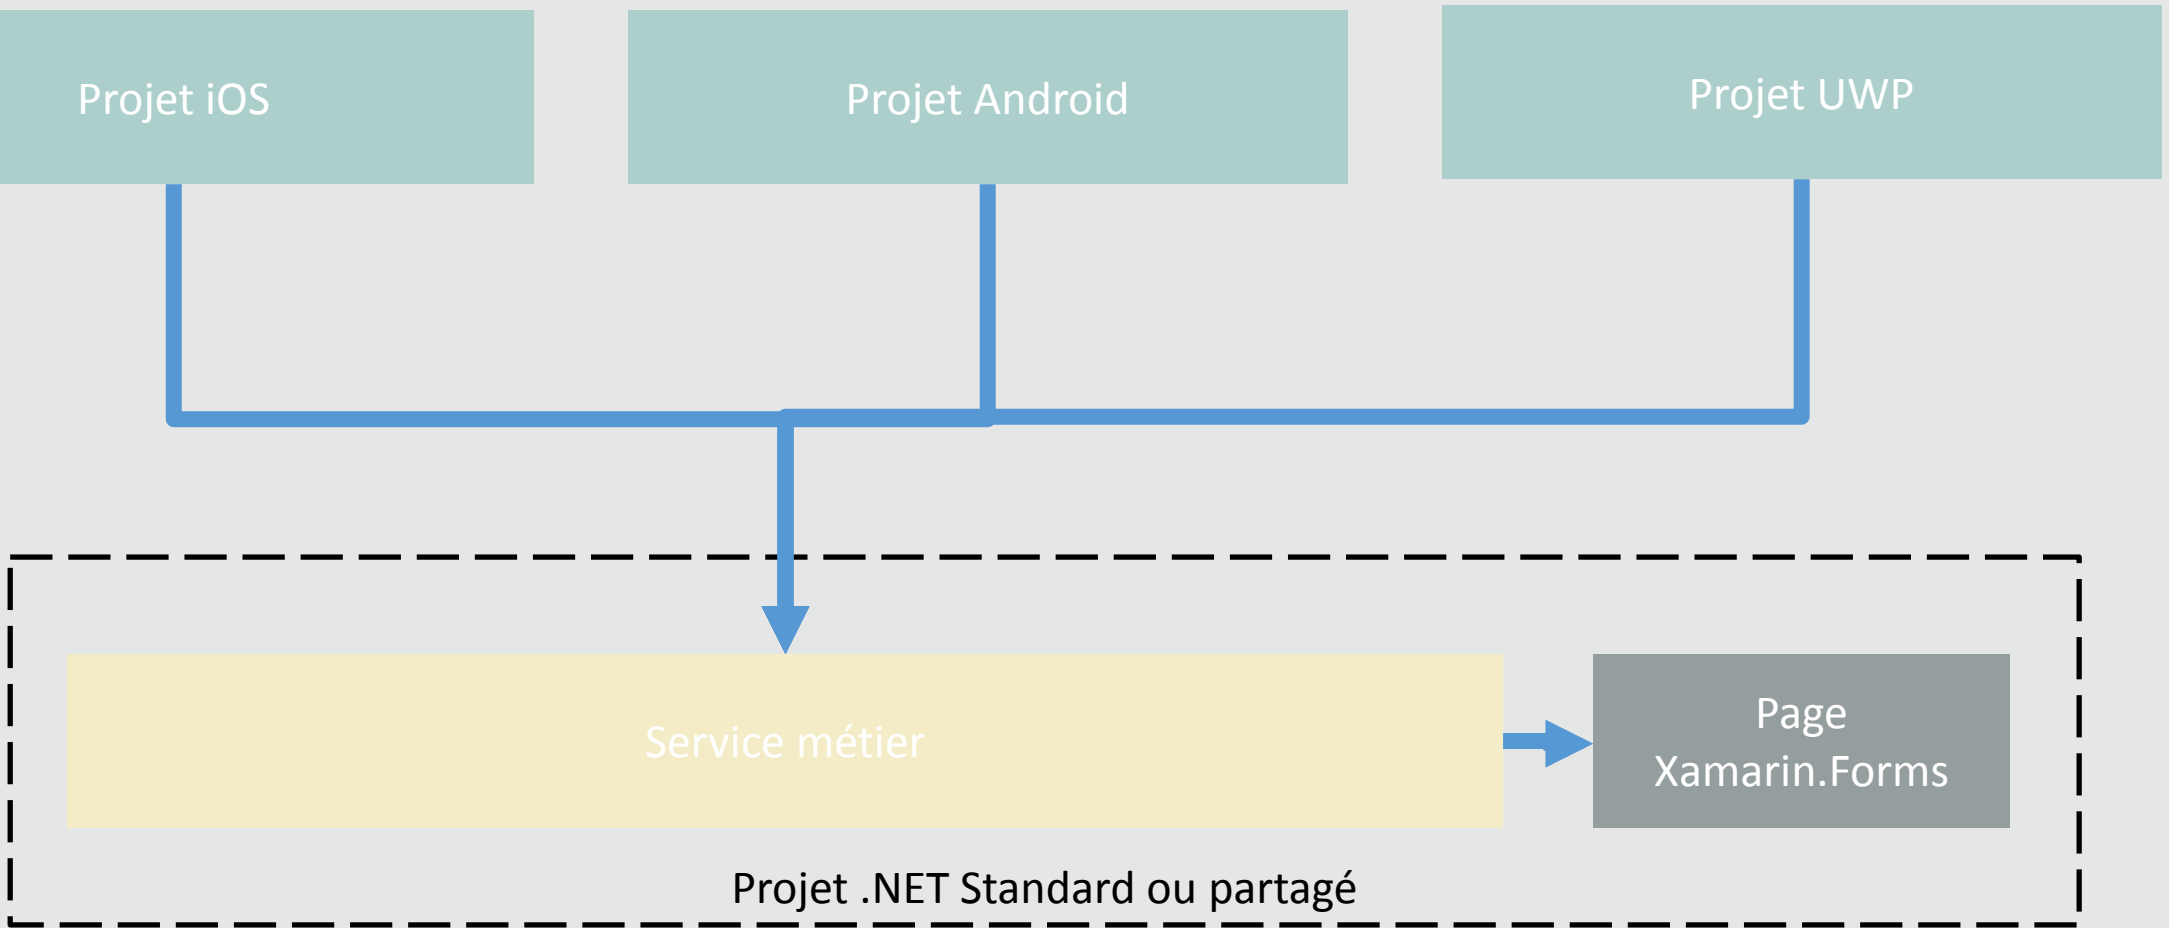 Projet iOS
Projet Android
Projet UWP
Service métier
Page
Xamarin.Forms
Projet .NET Standard ou partagé